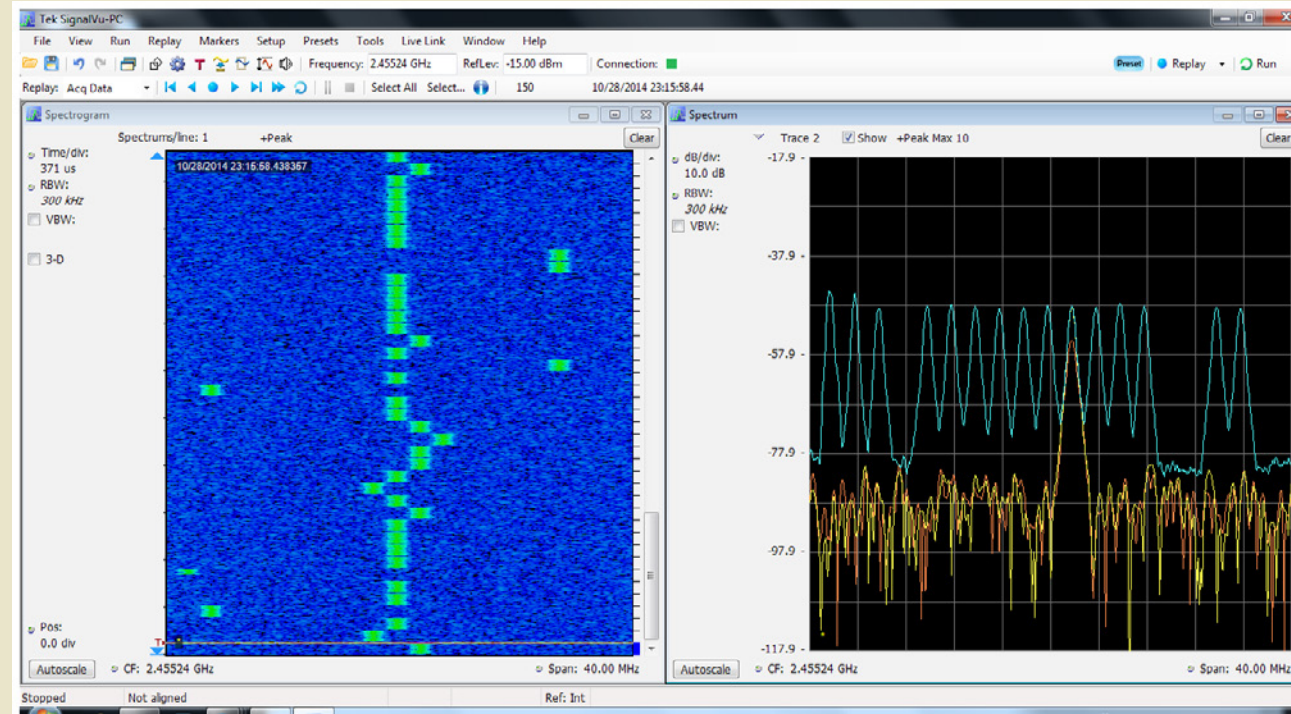 Tek SignalVu-PC
File View Run Replay Markers Setup Presets Tools Live Link Window Help
Frequency: 2.45524 GHz RefLev: -15.00 dBm Connection: Preset Replay Run
Replay: Acq Data Select All Select... 150 10/28/2014 23:15:58.44
Spectrogram
Spectrums/line: 1 +Peak Clear
Time/div:
371 us
RBW:
300 kHz
VBW:
3-D
10/28/2014 23:15:58.438367
Pos:
0.0 div
T
Autoscale CF: 2.45524 GHz Span: 40.00 MHz
Spectrum
Trace 2 Show +Peak Max 10 Clear
dB/div:
10.0 dB
RBW:
300 kHz
VBW:
-17.9
-37.9
-57.9
-77.9
-97.9
-117.9
Autoscale CF: 2.45524 GHz Span: 40.00 MHz
Stopped Not aligned Ref: Int